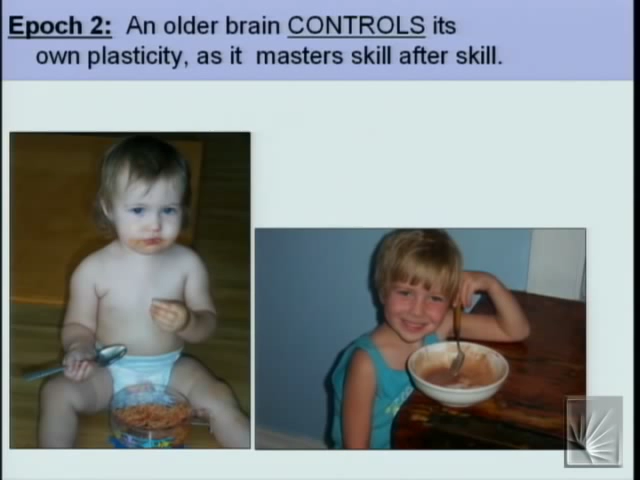 Epoch 2: An older brain CONTROLS its
own plasticity, as it masters skill after skill.